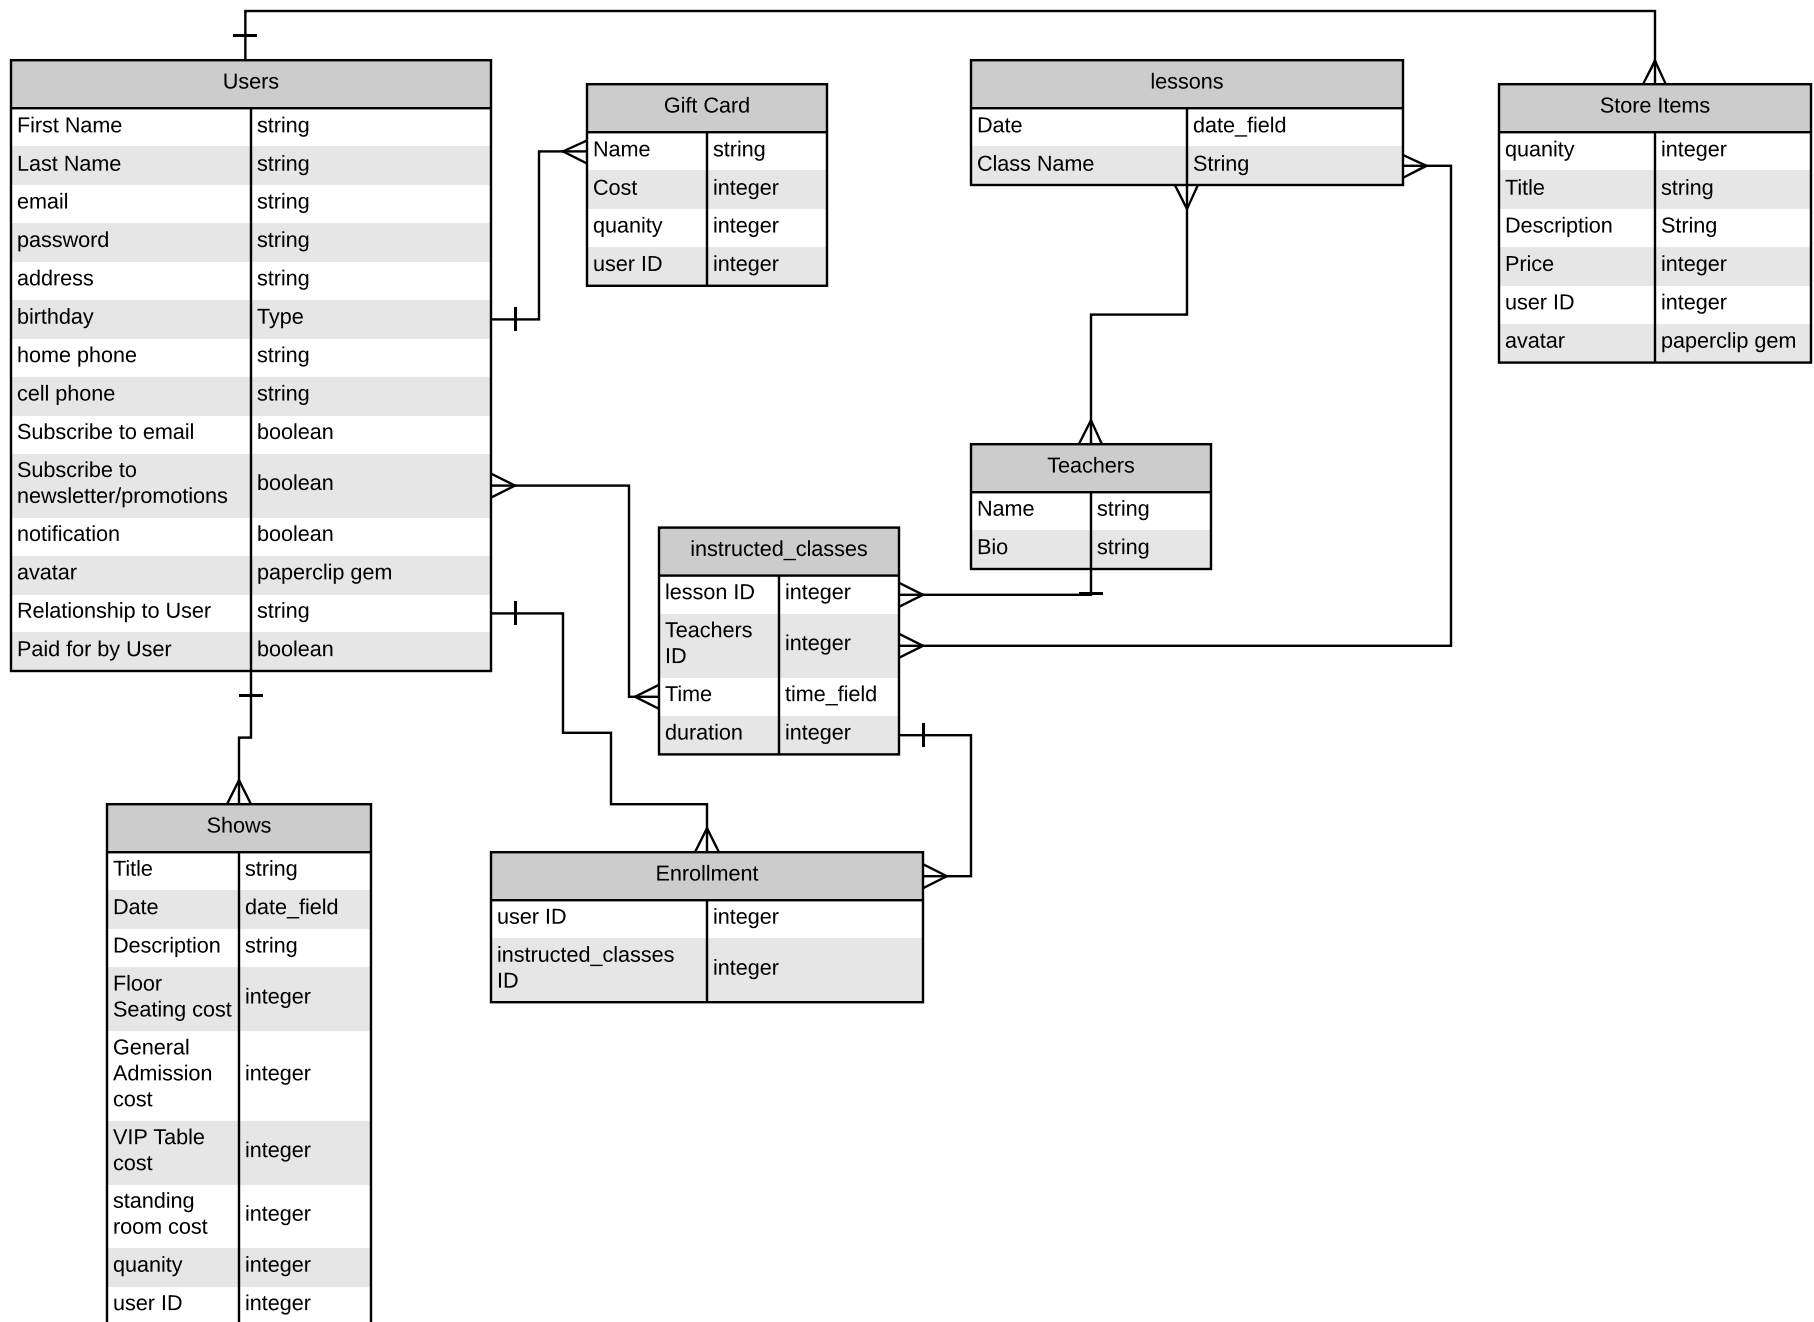 Users
First Name string
Last Name string
email string
password string
address string
birthday Type
home phone string
cell phone string
Subscribe to email boolean
Subscribe to
newsletter/promotions boolean
notification boolean
avatar paperclip gem
Relationship to User string
Paid for by User boolean
Gift Card
Name string
Cost integer
quanity integer
user ID integer
lessons
Date date_field
Class Name String
Store Items
quanity integer
Title string
Description String
Price integer
user ID integer
avatar paperclip gem
Teachers
Name string
Bio string
instructed_classes
lesson ID integer
Teachers
ID integer
Time time_field
duration integer
Shows
Title string
Date date_field
Description string
Floor
Seating cost integer
General
Admission integer
cost
VIP Table
cost integer
standing
room cost integer
quanity integer
user ID integer
Enrollment
user ID integer
instructed_classes
ID integer